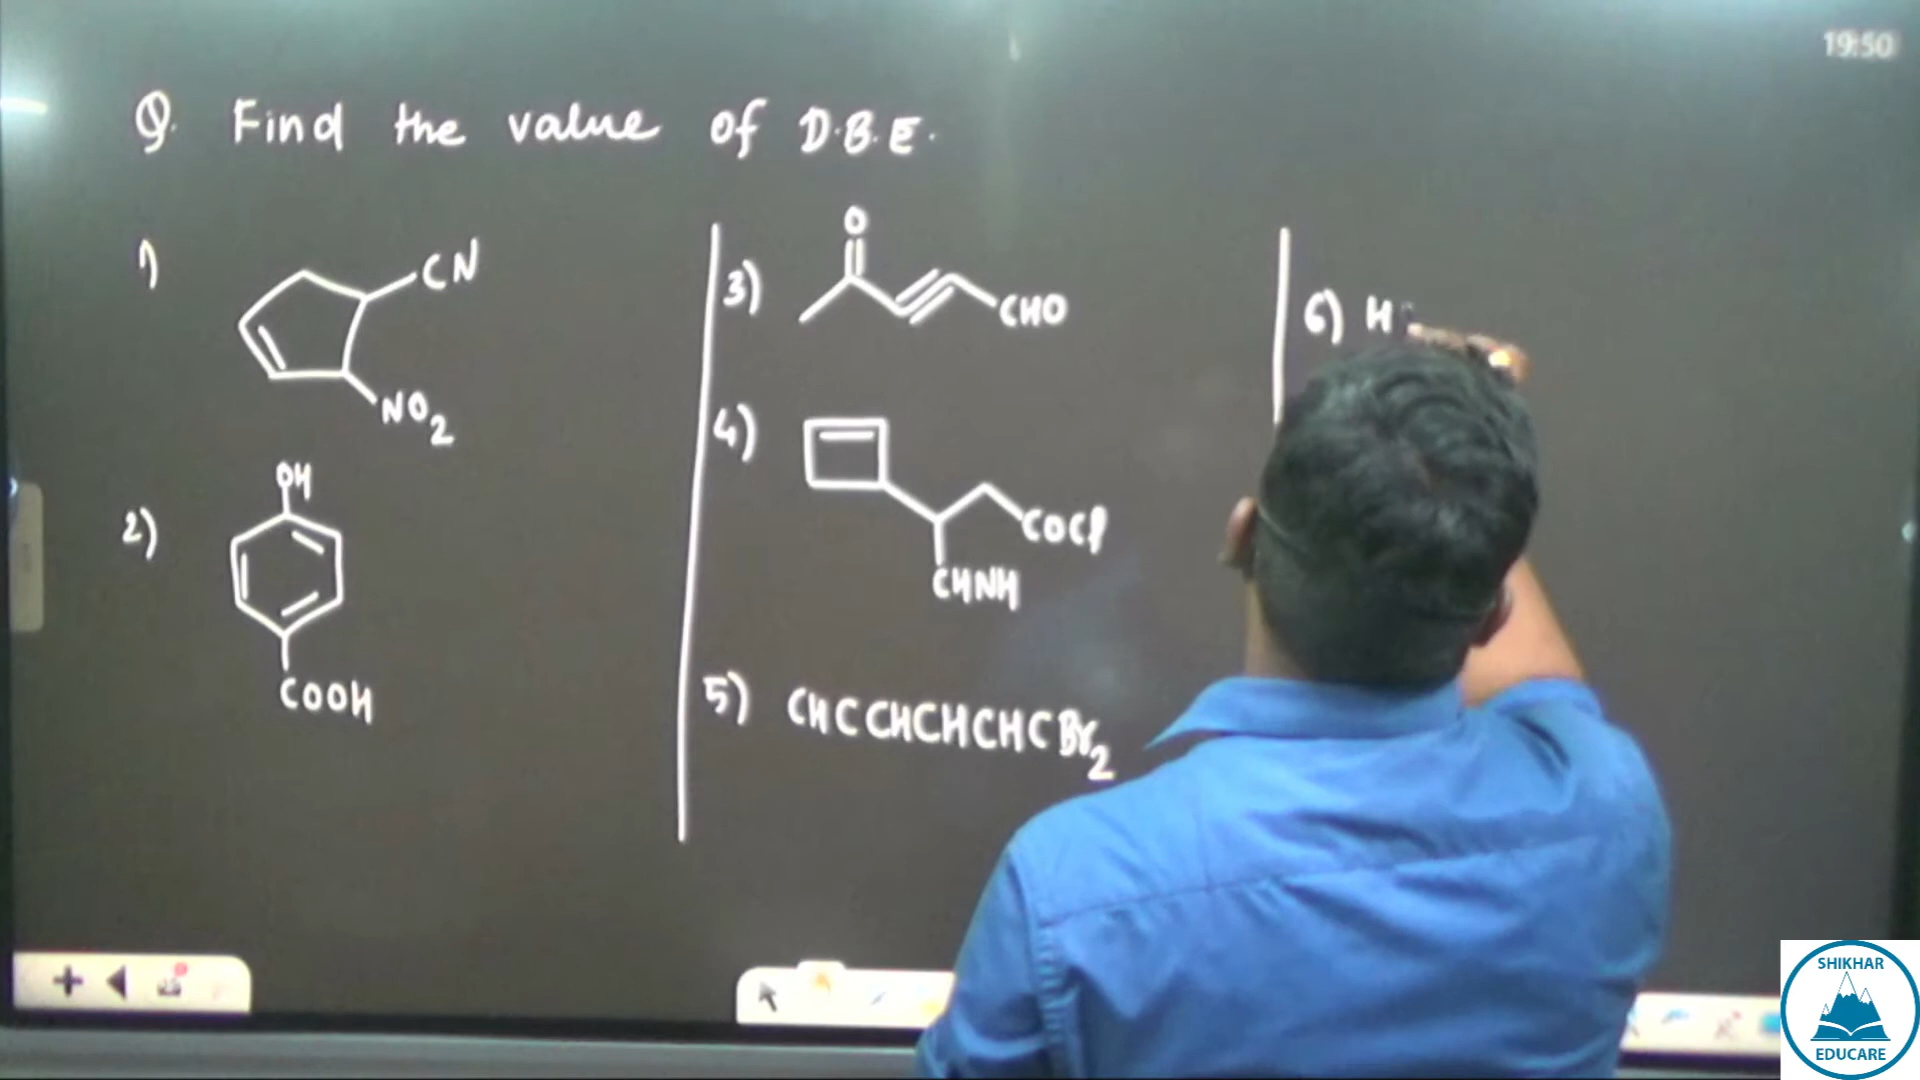 19:50
Q. Find the value of D.B.E.
1)
CN
NO2
2)
OH
COOH
3)
O
CHO
4)
COCl
CHNH
5) CHCCHCHCHCBr2
6) H
SHIKHAR
EDUCARE